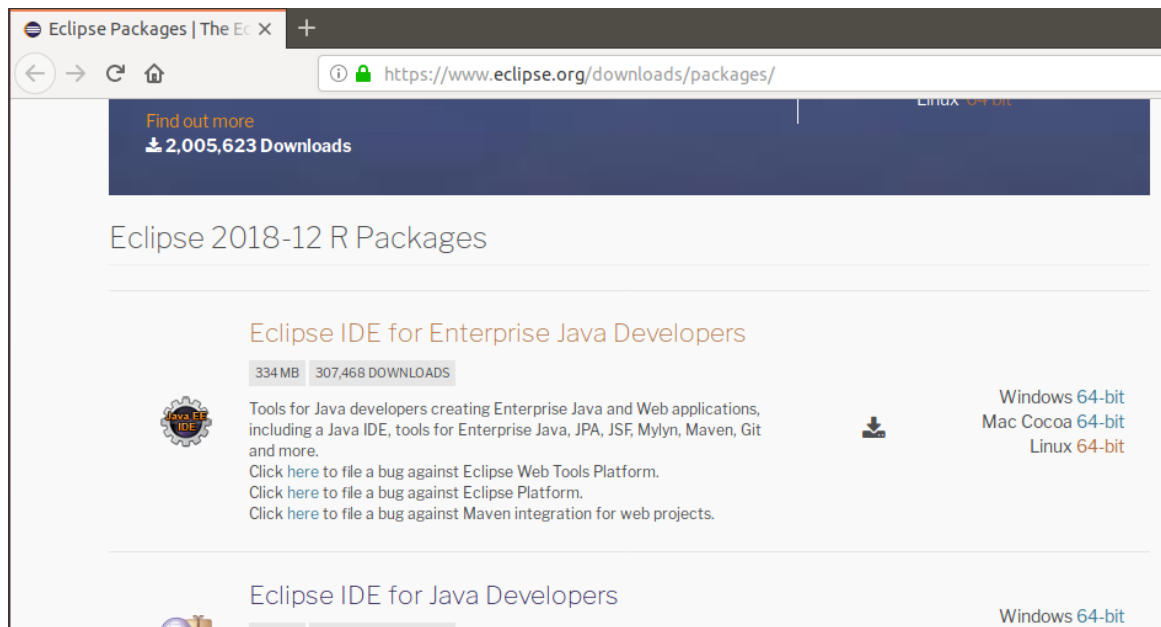 Eclipse Packages | The Ec
https://www.eclipse.org/downloads/packages/
Linux 64-bit
Find out more
2,005,623 Downloads
Eclipse 2018-12 R Packages
Eclipse IDE for Enterprise Java Developers
334 MB 307,468 DOWNLOADS
Java EE
IDE
Tools for Java developers creating Enterprise Java and Web applications,
including a Java IDE, tools for Enterprise Java, JPA, JSF, Mylyn, Maven, Git
and more.
Click here to file a bug against Eclipse Web Tools Platform.
Click here to file a bug against Eclipse Platform.
Click here to file a bug against Maven integration for web projects.
Windows 64-bit
Mac Cocoa 64-bit
Linux 64-bit
Eclipse IDE for Java Developers
Windows 64-bit